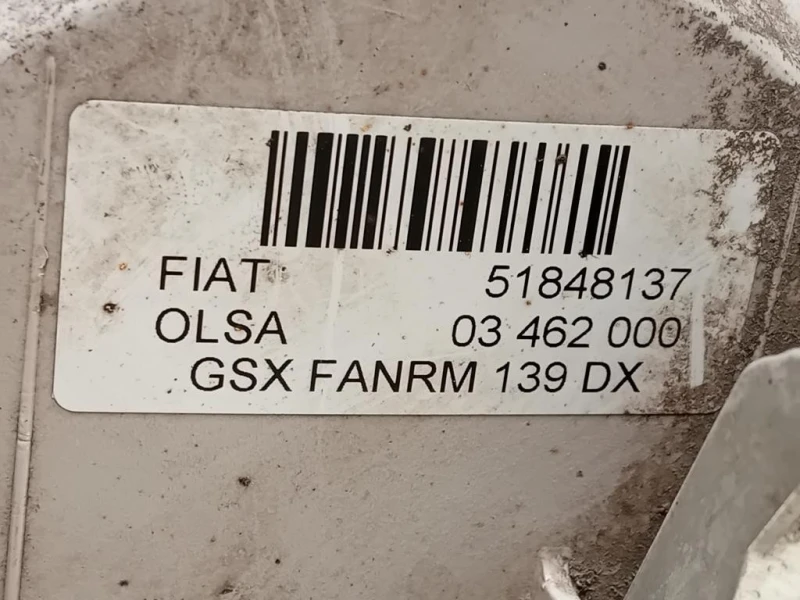 FIAT 51848137
OLSA 03 462 000
GSX FANRM 139 DX